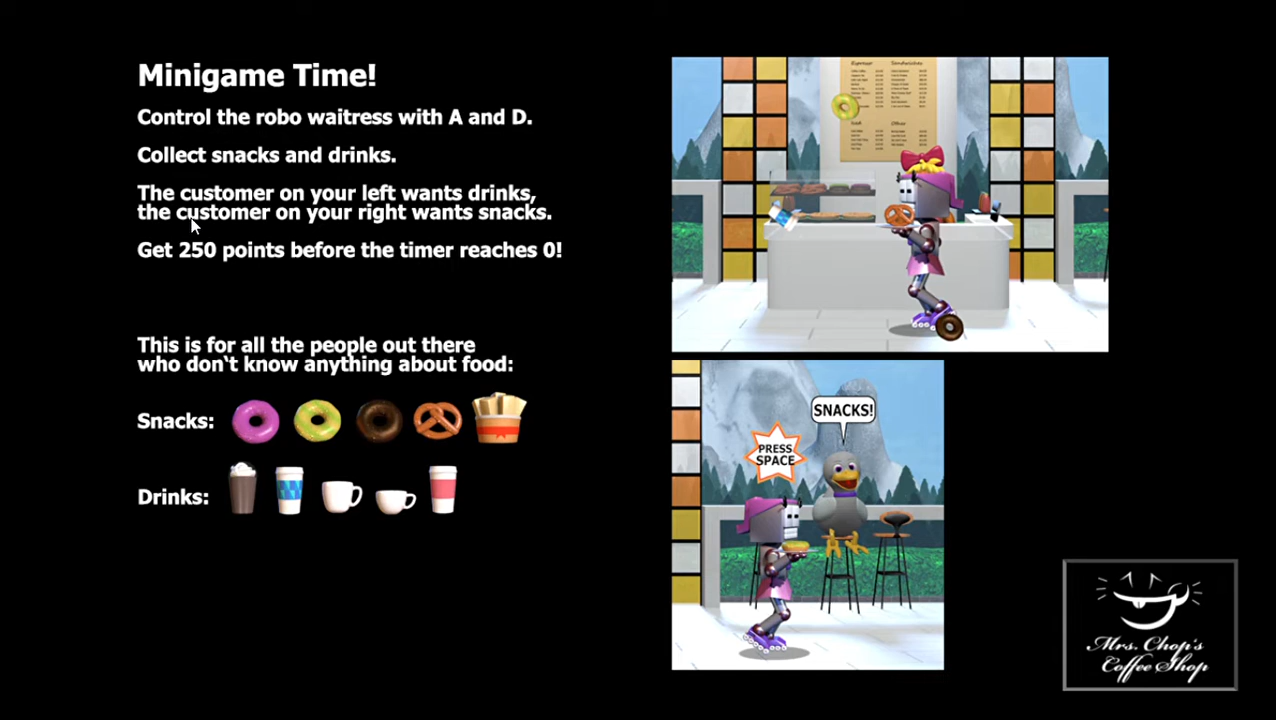 Minigame Time!
Control the robo waitress with A and D.
Collect snacks and drinks.
The customer on your left wants drinks,
the customer on your right wants snacks.
Get 250 points before the timer reaches 0!
This is for all the people out there
who don't know anything about food:
Snacks:
Drinks:
Espresso
Sandwiches
SNACKS!
PRESS
SPACE
Mrs. Chop's
Coffee Shop